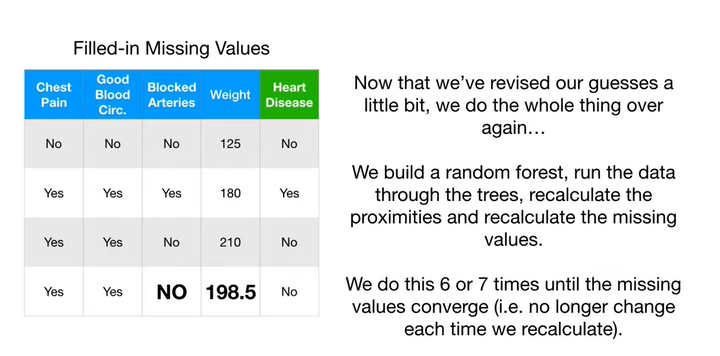 Filled-in Missing Values
Chest Pain Good Blood Circ. Blocked Arteries Weight Heart Disease
No No No 125 No
Yes Yes Yes 180 Yes
Yes Yes No 210 No
Yes Yes NO 198.5 No
Now that we've revised our guesses a
little bit, we do the whole thing over
again…
We build a random forest, run the data
through the trees, recalculate the
proximities and recalculate the missing
values.
We do this 6 or 7 times until the missing
values converge (i.e. no longer change
each time we recalculate).